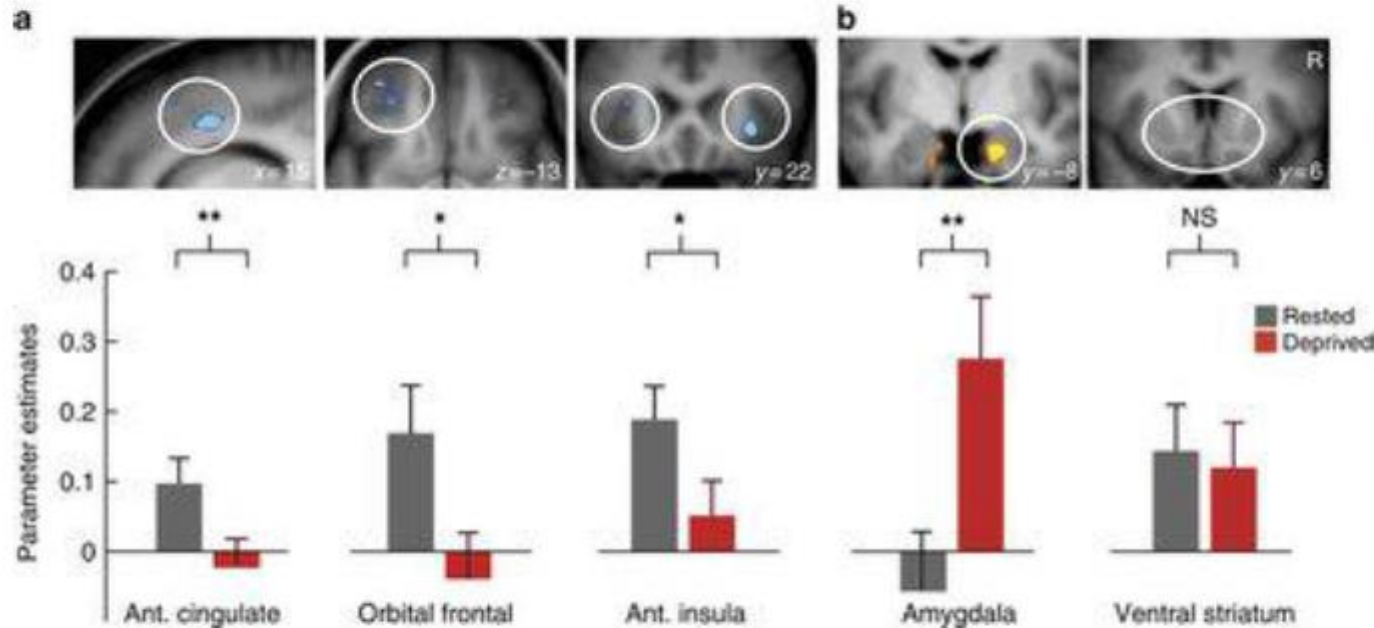 a
b
x=15
z=−13
y=22
y=−8
R
y=6
**
*
*
**
NS
0.4
0.3
0.2
0.1
0
Parameter estimates
Rested
Deprived
Ant. cingulate
Orbital frontal
Ant. insula
Amygdala
Ventral striatum